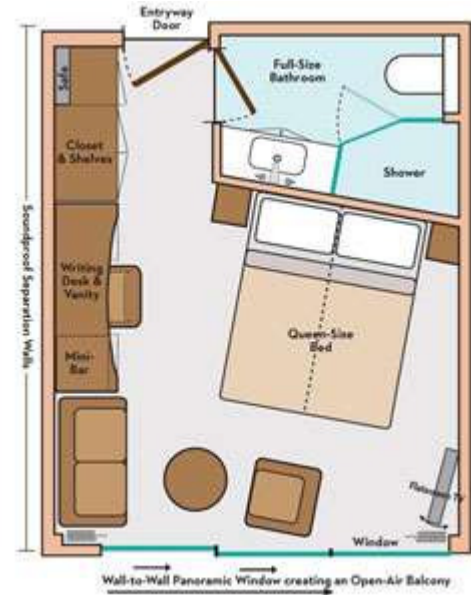 Entryway
Door
Safe
Full-Size
Bathroom
Closet
& Shelves
Shower
Soundproof Separation Walls
Writing
Desk &
Vanity
Queen-Size
Bed
Mini-
Bar
Flatscreen TV
Window
Wall-to-Wall Panoramic Window creating an Open-Air Balcony